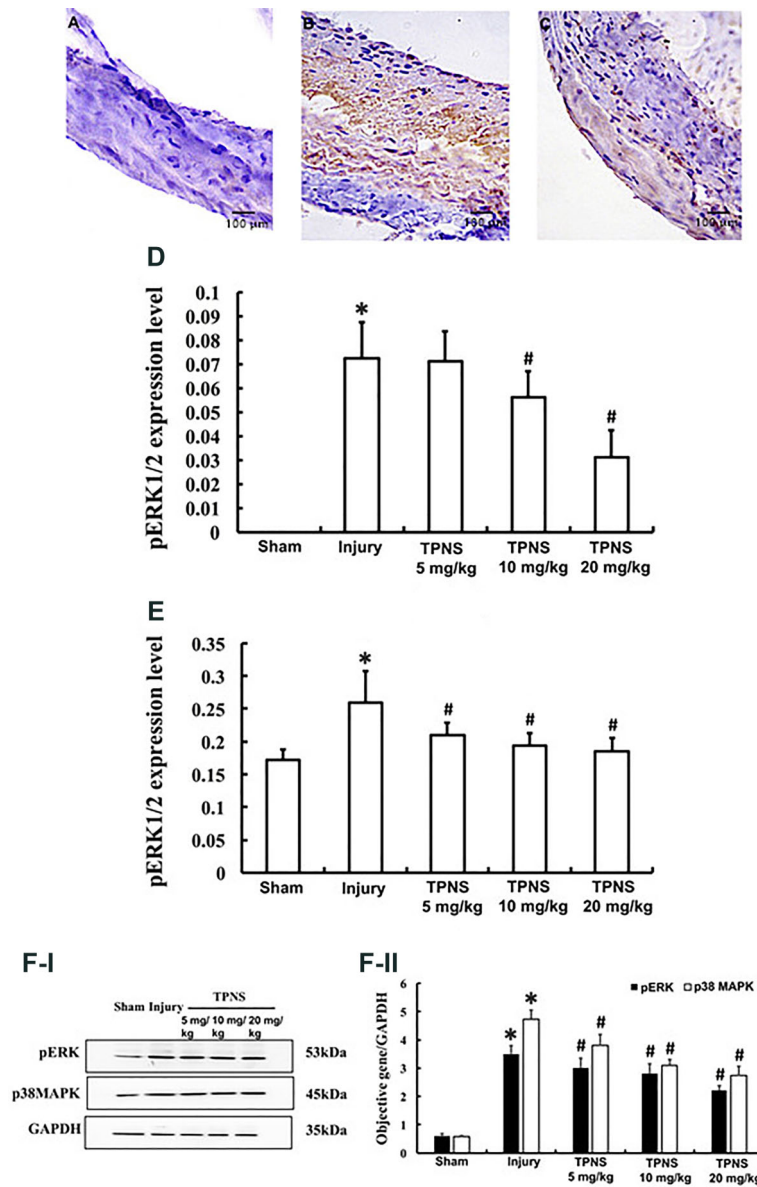 A
B
C
100 µm
100 µm
100 µm
D
pERK1/2 expression level
0.1
0.09
0.08
0.07
0.06
0.05
0.04
0.03
0.02
0.01
0
*
#
#
Sham
Injury
TPNS
5 mg/kg
TPNS
10 mg/kg
TPNS
20 mg/kg
E
pERK1/2 expression level
0.35
0.3
0.25
0.2
0.15
0.1
0.05
0
*
#
#
#
Sham
Injury
TPNS
5 mg/kg
TPNS
10 mg/kg
TPNS
20 mg/kg
F-I
TPNS
Sham Injury
5 mg/ 10 mg/ 20 mg/
kg kg kg
pERK 53kDa
p38MAPK 45kDa
GAPDH 35kDa
F-II
pERK p38 MAPK
Objective gene/GAPDH
6
5
4
3
2
1
0
* *
# #
# #
# #
Sham
Injury
TPNS
5 mg/kg
TPNS
10 mg/kg
TPNS
20 mg/kg